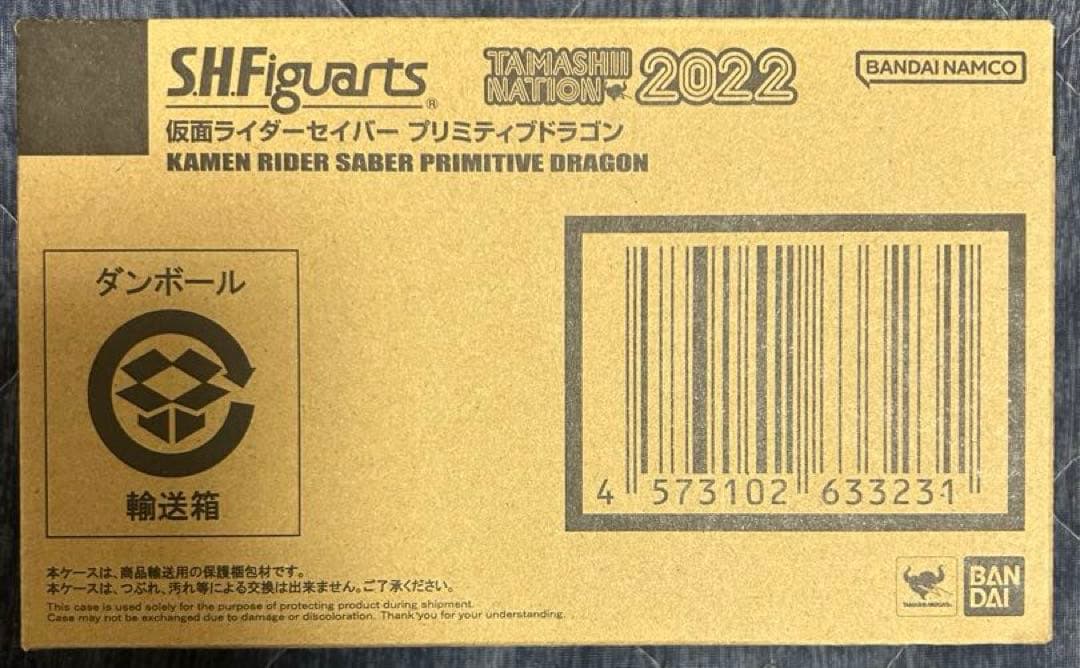 S.H.Figuarts®
TAMASHII NATION 2022
BANDAI NAMCO
仮面ライダーセイバー プリミティブドラゴン
KAMEN RIDER SABER PRIMITIVE DRAGON
ダンボール
輸送箱
4 573102 633231
本ケースは、商品輸送用の保護梱包材です。
本ケースは、つぶれ、汚れ等による交換は出来ません。ご了承ください。
This case is used solely for the purpose of protecting product during shipment.
Case may not be exchanged due to damage or discoloration. Thank you for your understanding.
TAMASHII NATIONS
BAN
DAI